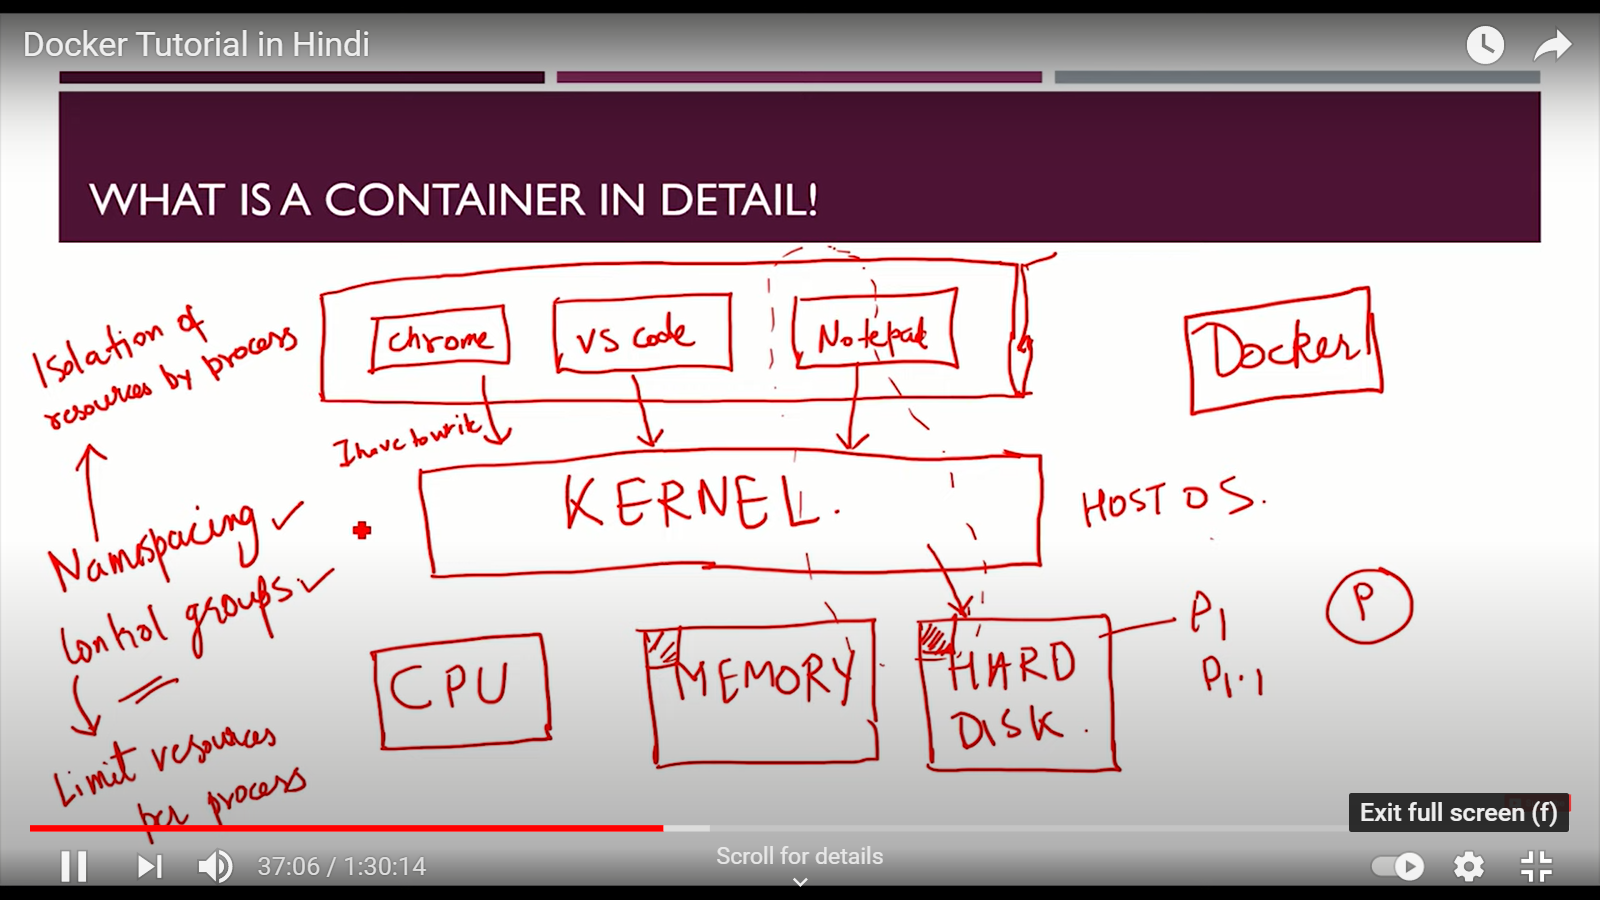 Docker Tutorial in Hindi
WHAT IS A CONTAINER IN DETAIL!
Isolation of
resources by process
chrome
VS code
Notepad
Docker
I have to write
KERNEL.
HOST OS.
Namespacing
Control groups
CPU
MEMORY
HARD
DISK.
P1
P1.1
P
Limit resources
per process
Exit full screen (f)
37:06 / 1:30:14
Scroll for details